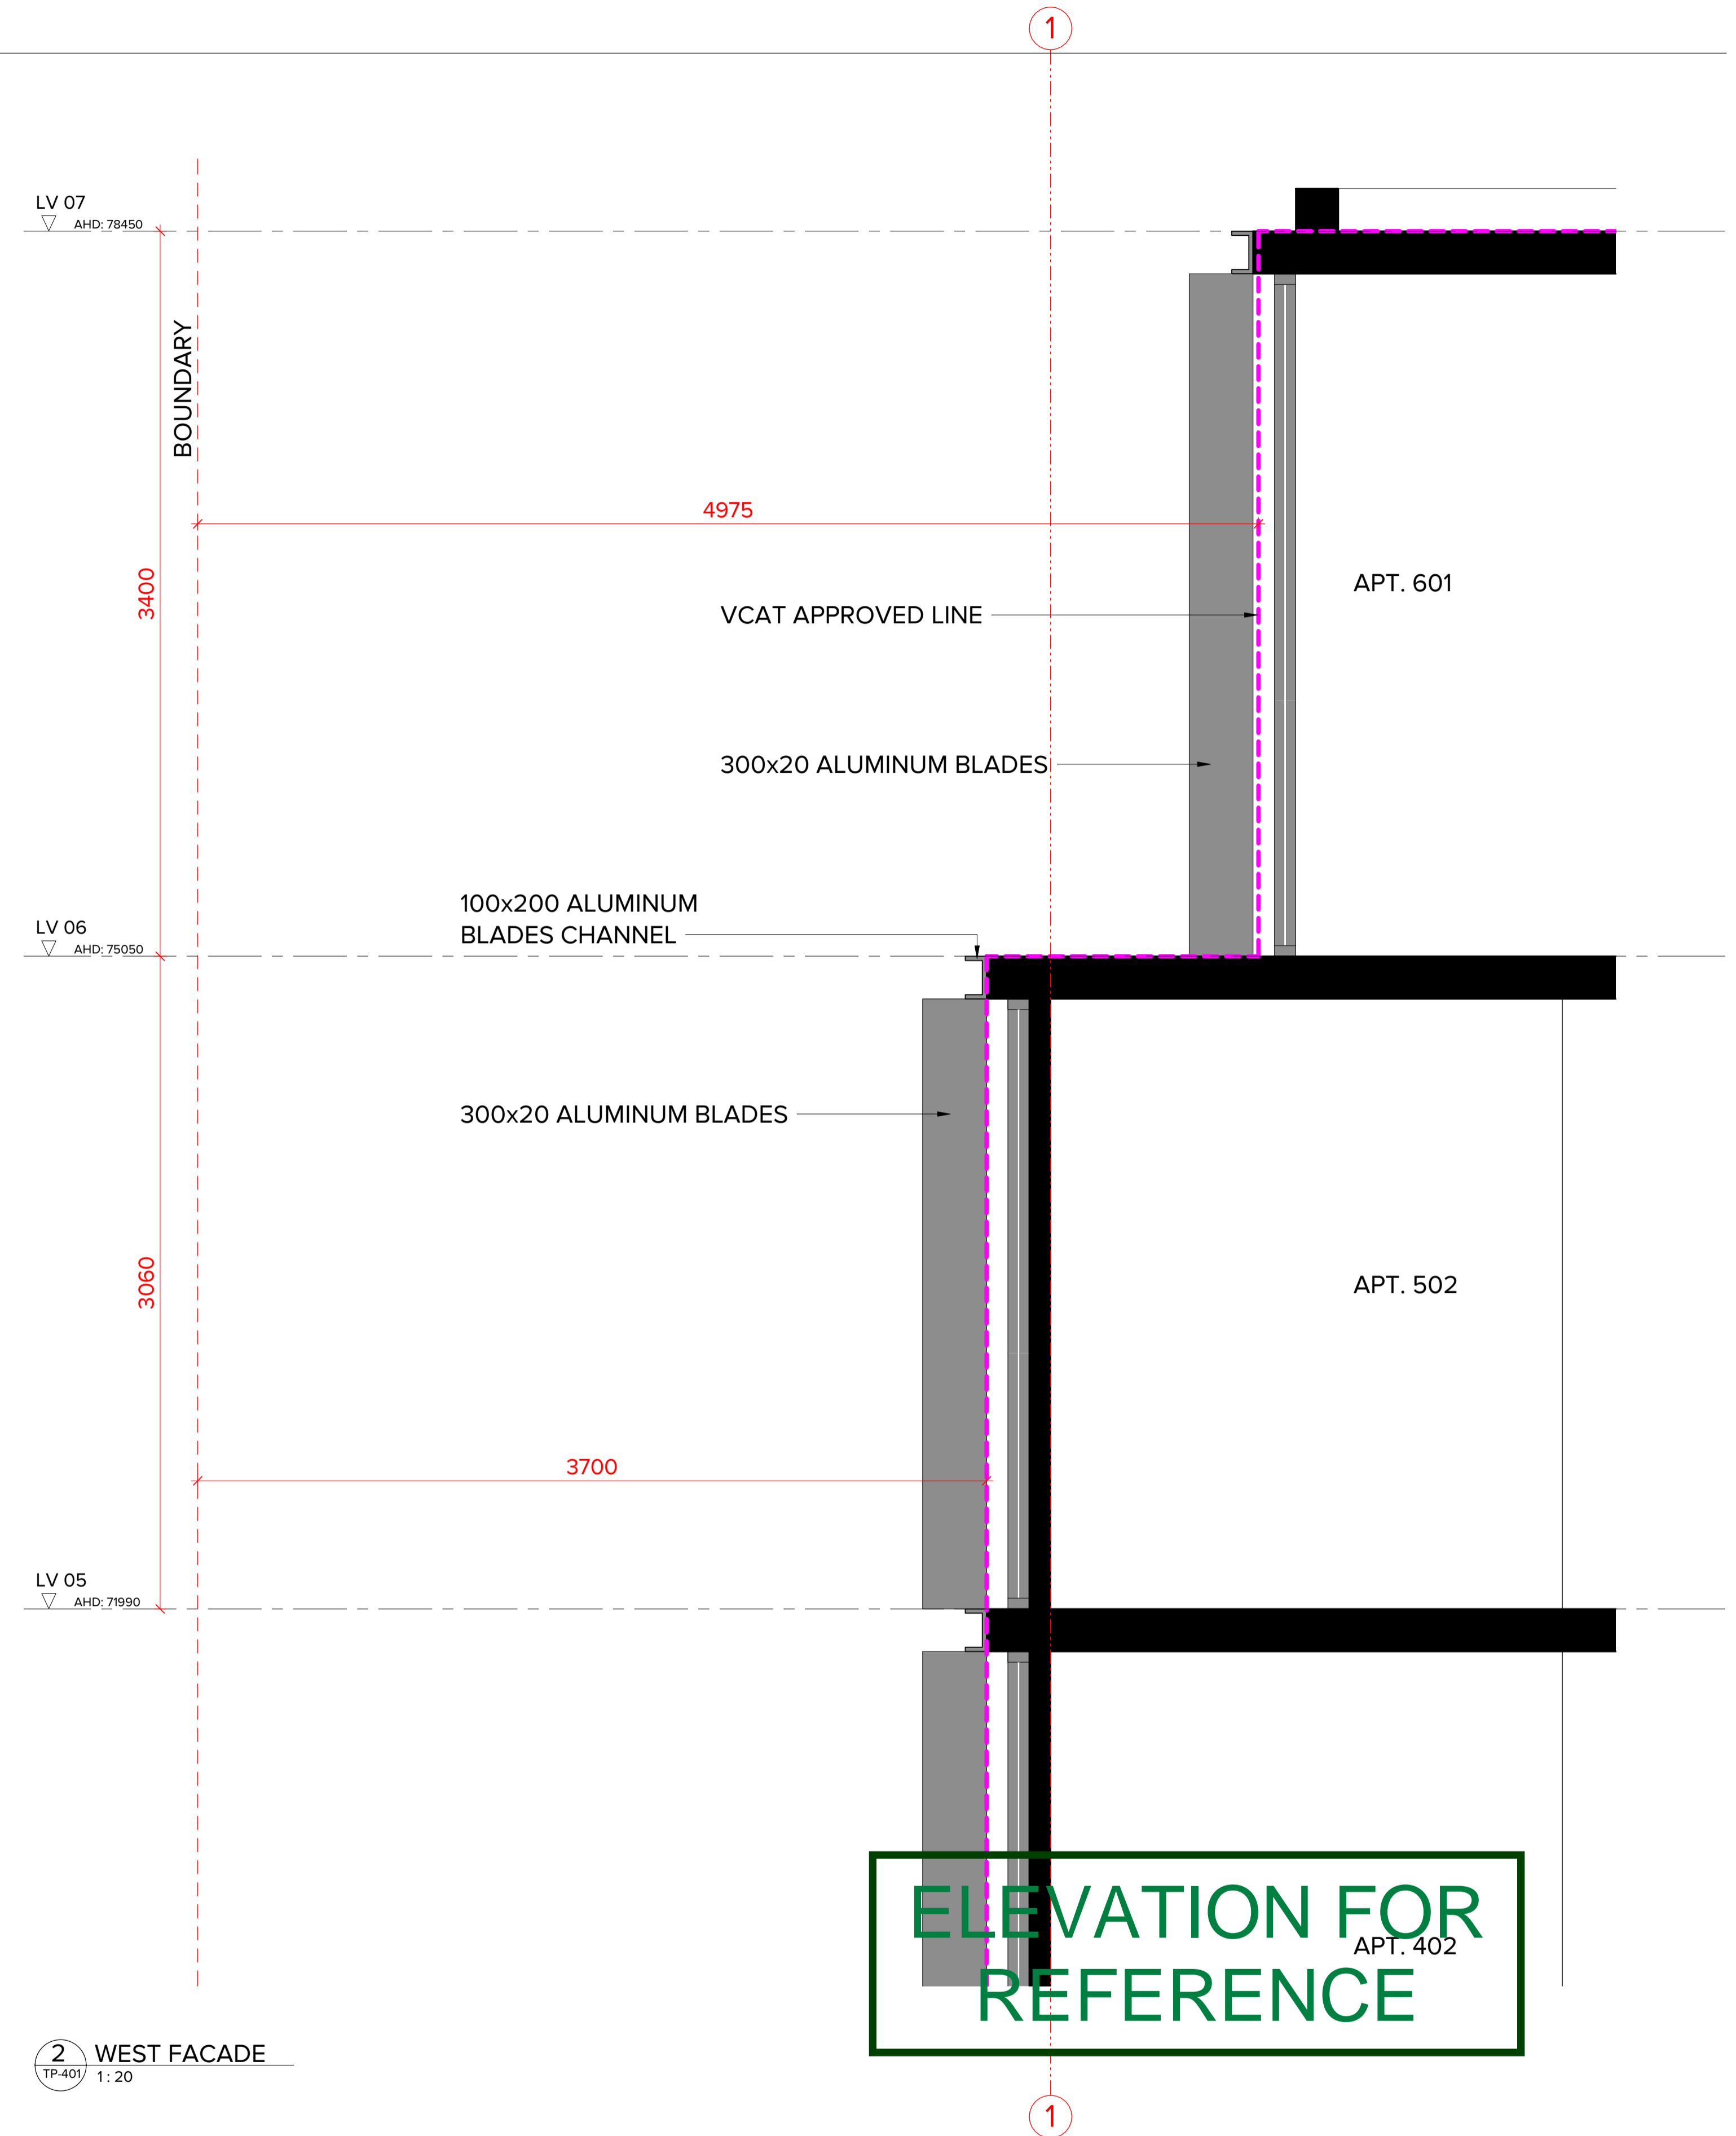 1
LV 07
AHD: 78450
BOUNDARY
4975
3400
APT. 601
VCAT APPROVED LINE
300x20 ALUMINUM BLADES
100x200 ALUMINUM
BLADES CHANNEL
LV 06
AHD: 75050
300x20 ALUMINUM BLADES
3060
APT. 502
3700
LV 05
AHD: 71990
ELEVATION FOR
APT. 402
REFERENCE
2
TP-401
WEST FACADE
1 : 20
1